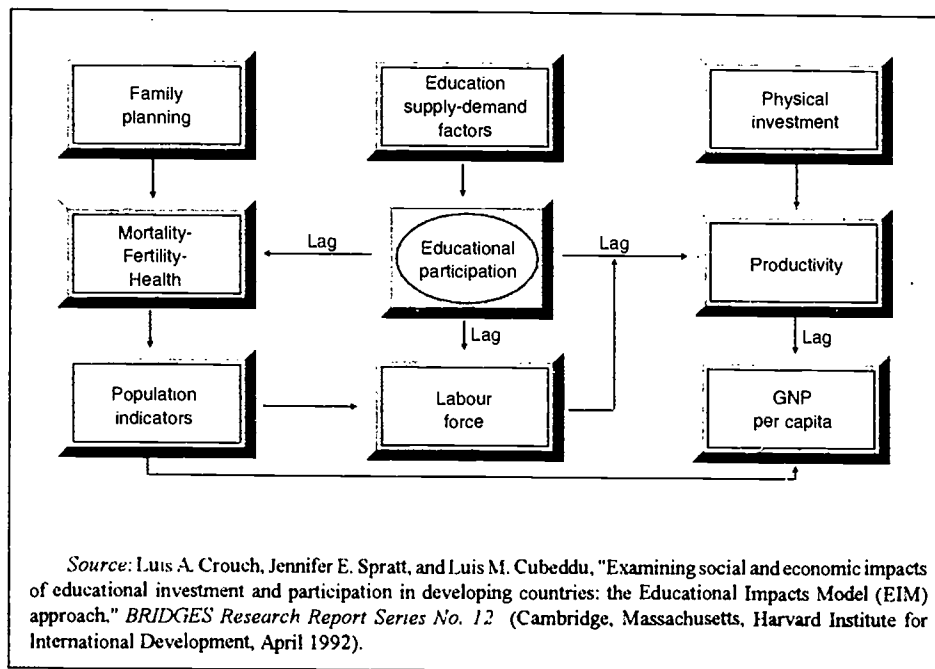 Family
planning
Education
supply-demand
factors
Physical
investment
Mortality-
Fertility-
Health
Lag
Educational
participation
Lag
Productivity
Lag
Lag
Population
indicators
Labour
force
GNP
per capita
Source: Luis A. Crouch, Jennifer E. Spratt, and Luis M. Cubeddu, "Examining social and economic impacts
of educational investment and participation in developing countries: the Educational Impacts Model (EIM)
approach." BRIDGES Research Report Series No. 12 (Cambridge, Massachusetts, Harvard Institute for
International Development, April 1992).